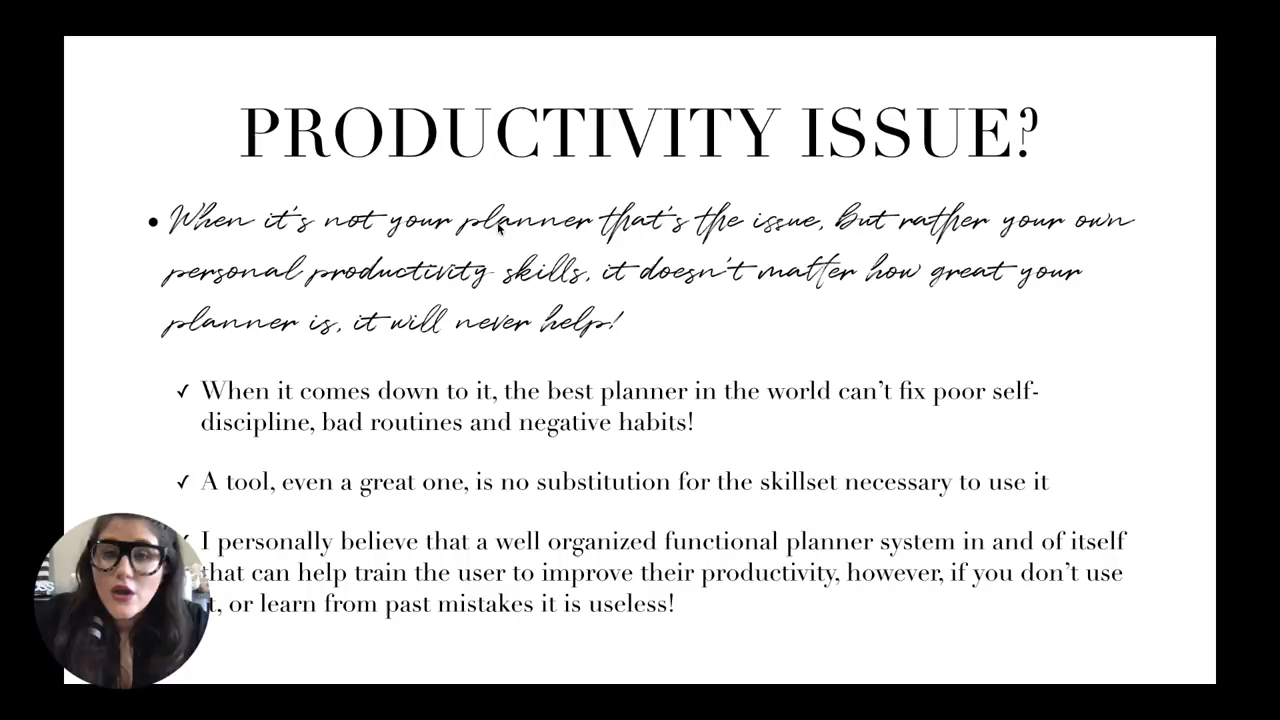 PRODUCTIVITY ISSUE?
• When it's not your planner that's the issue, but rather your own
personal productivity skills, it doesn't matter how great your
planner is, it will never help!
✓ When it comes down to it, the best planner in the world can't fix poor self-
discipline, bad routines and negative habits!
✓ A tool, even a great one, is no substitution for the skillset necessary to use it
✓ I personally believe that a well organized functional planner system in and of itself
that can help train the user to improve their productivity, however, if you don't use
it, or learn from past mistakes it is useless!